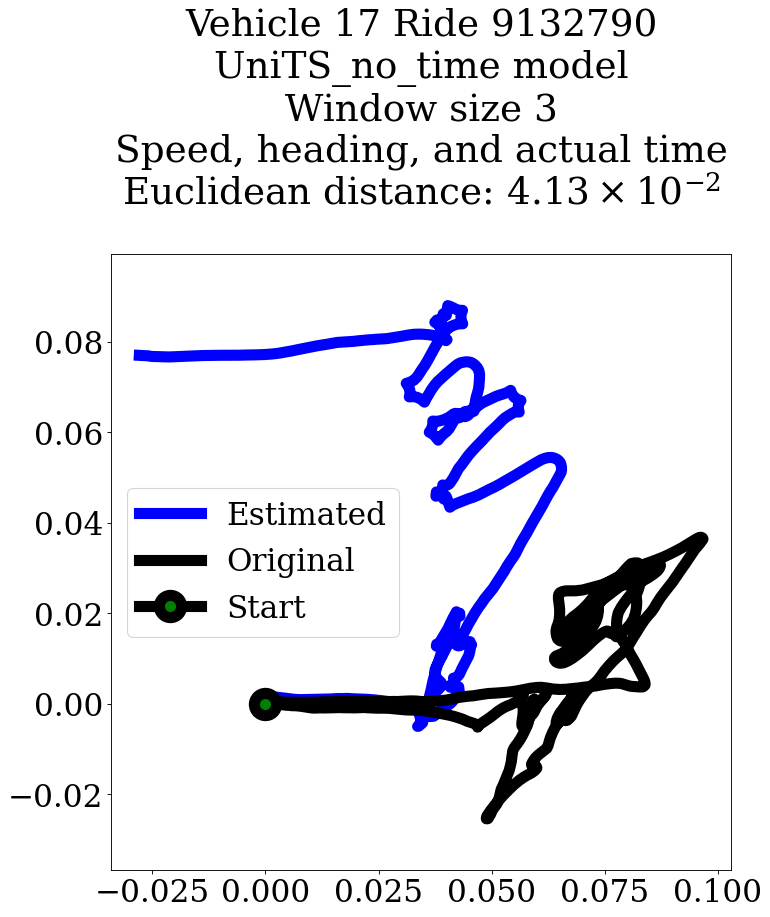 Vehicle 17 Ride 9132790
UniTS_no_time model
Window size 3
Speed, heading, and actual time
Euclidean distance: 4.13 × 10⁻²
0.08
0.06
0.04
0.02
0.00
−0.02
Estimated
Original
Start
−0.025 0.000 0.025 0.050 0.075 0.100